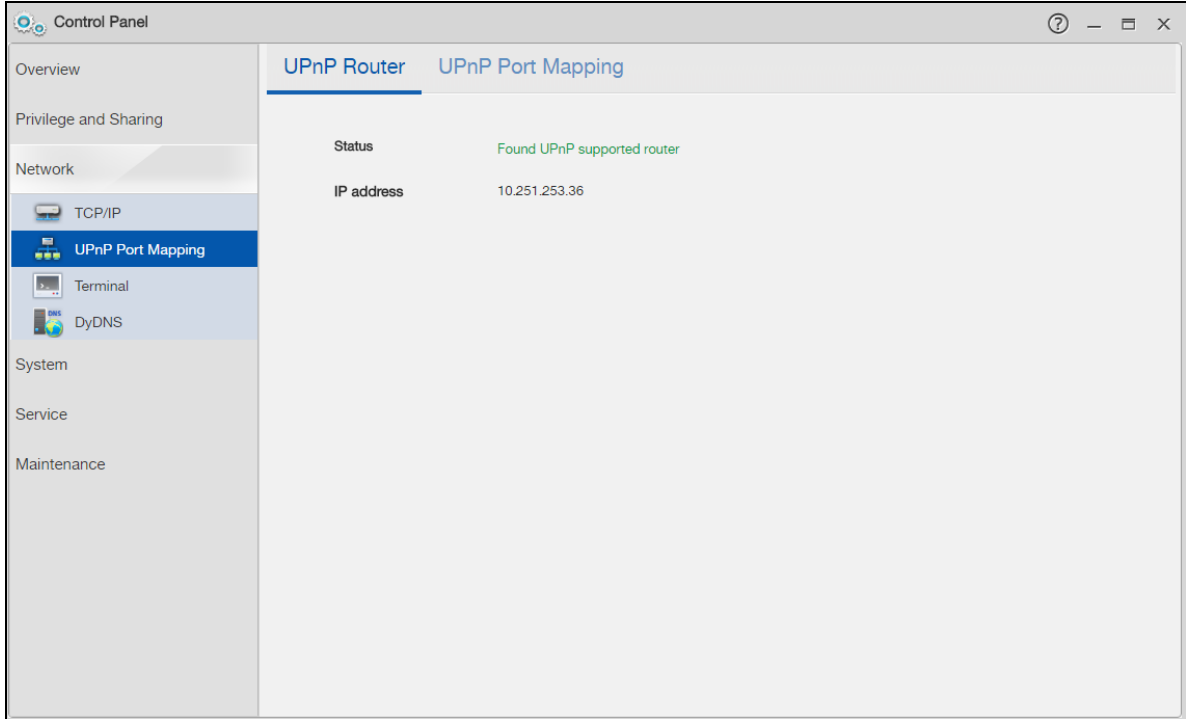 Control Panel
Overview
Privilege and Sharing
Network
TCP/IP
UPnP Port Mapping
Terminal
DNS
DyDNS
System
Service
Maintenance
UPnP Router UPnP Port Mapping
Status Found UPnP supported router
IP address 10.251.253.36